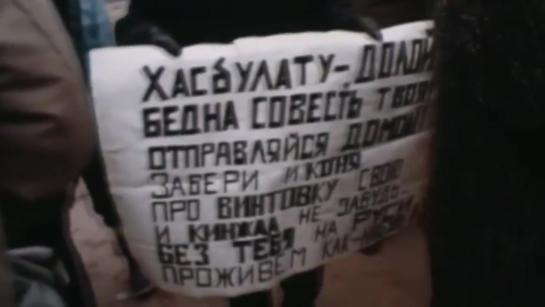 ХАСБУЛАТУ - ДОЛОЙ
БЕДНА СОВЕСТЬ ТВОЯ
ОТПРАВЛЯЙСЯ ДОМОЙ
ЗАБЕРИ И КОНЯ
ПРО ВИНТОВКУ СВОЮ
И КИНЖАЛ НЕ ЗАБУДЬ
БЕЗ ТЕБЯ НА РУСИ
ПРОЖИВЕМ КАК-